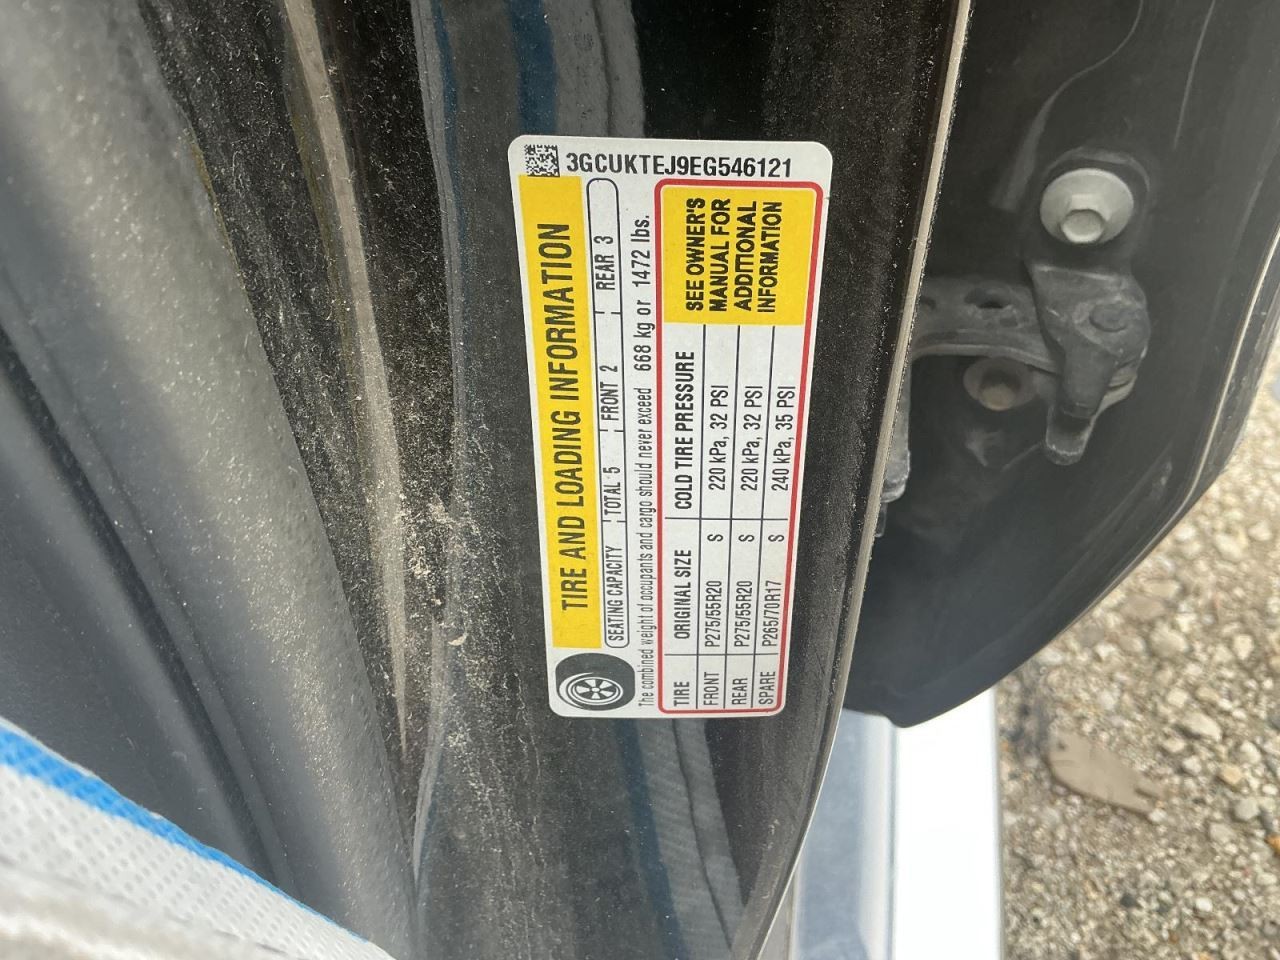 3GCUKTEJ9EG546121
TIRE AND LOADING INFORMATION
SEATING CAPACITY TOTAL 5 FRONT 2 REAR 3
The combined weight of occupants and cargo should never exceed 668 kg or 1472 lbs.
TIRE ORIGINAL SIZE COLD TIRE PRESSURE
FRONT P275/55R20 S 220 kPa, 32 PSI
REAR P275/55R20 S 220 kPa, 32 PSI
SPARE P265/70R17 S 240 kPa, 35 PSI
SEE OWNER'S
MANUAL FOR
ADDITIONAL
INFORMATION